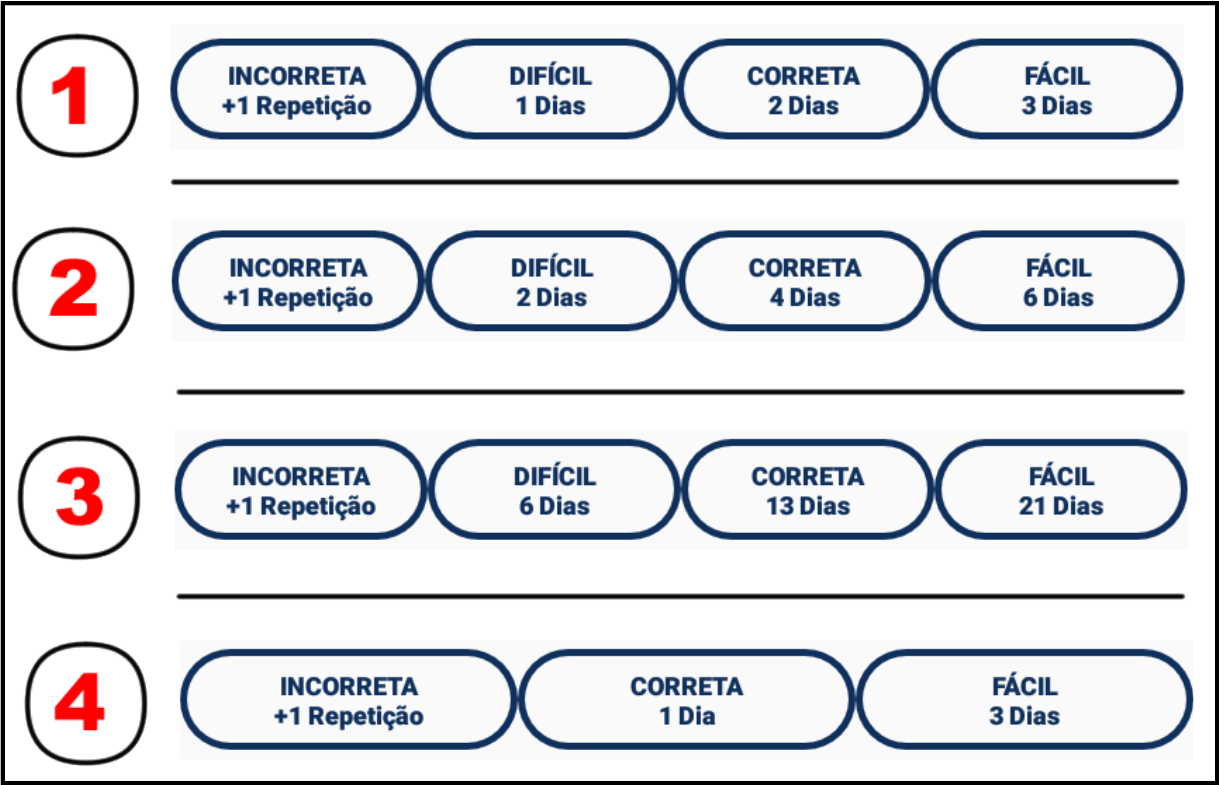 1
INCORRETA
+1 Repetição
DIFÍCIL
1 Dias
CORRETA
2 Dias
FÁCIL
3 Dias
2
INCORRETA
+1 Repetição
DIFÍCIL
2 Dias
CORRETA
4 Dias
FÁCIL
6 Dias
3
INCORRETA
+1 Repetição
DIFÍCIL
6 Dias
CORRETA
13 Dias
FÁCIL
21 Dias
4
INCORRETA
+1 Repetição
CORRETA
1 Dia
FÁCIL
3 Dias